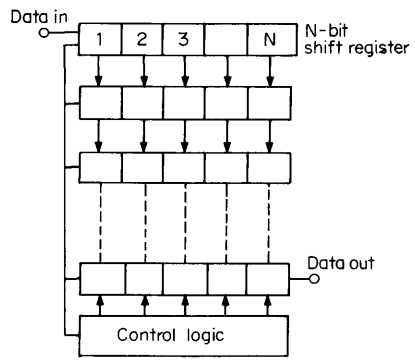 Data in
1 2 3 N
N-bit
shift register
Data out
Control logic